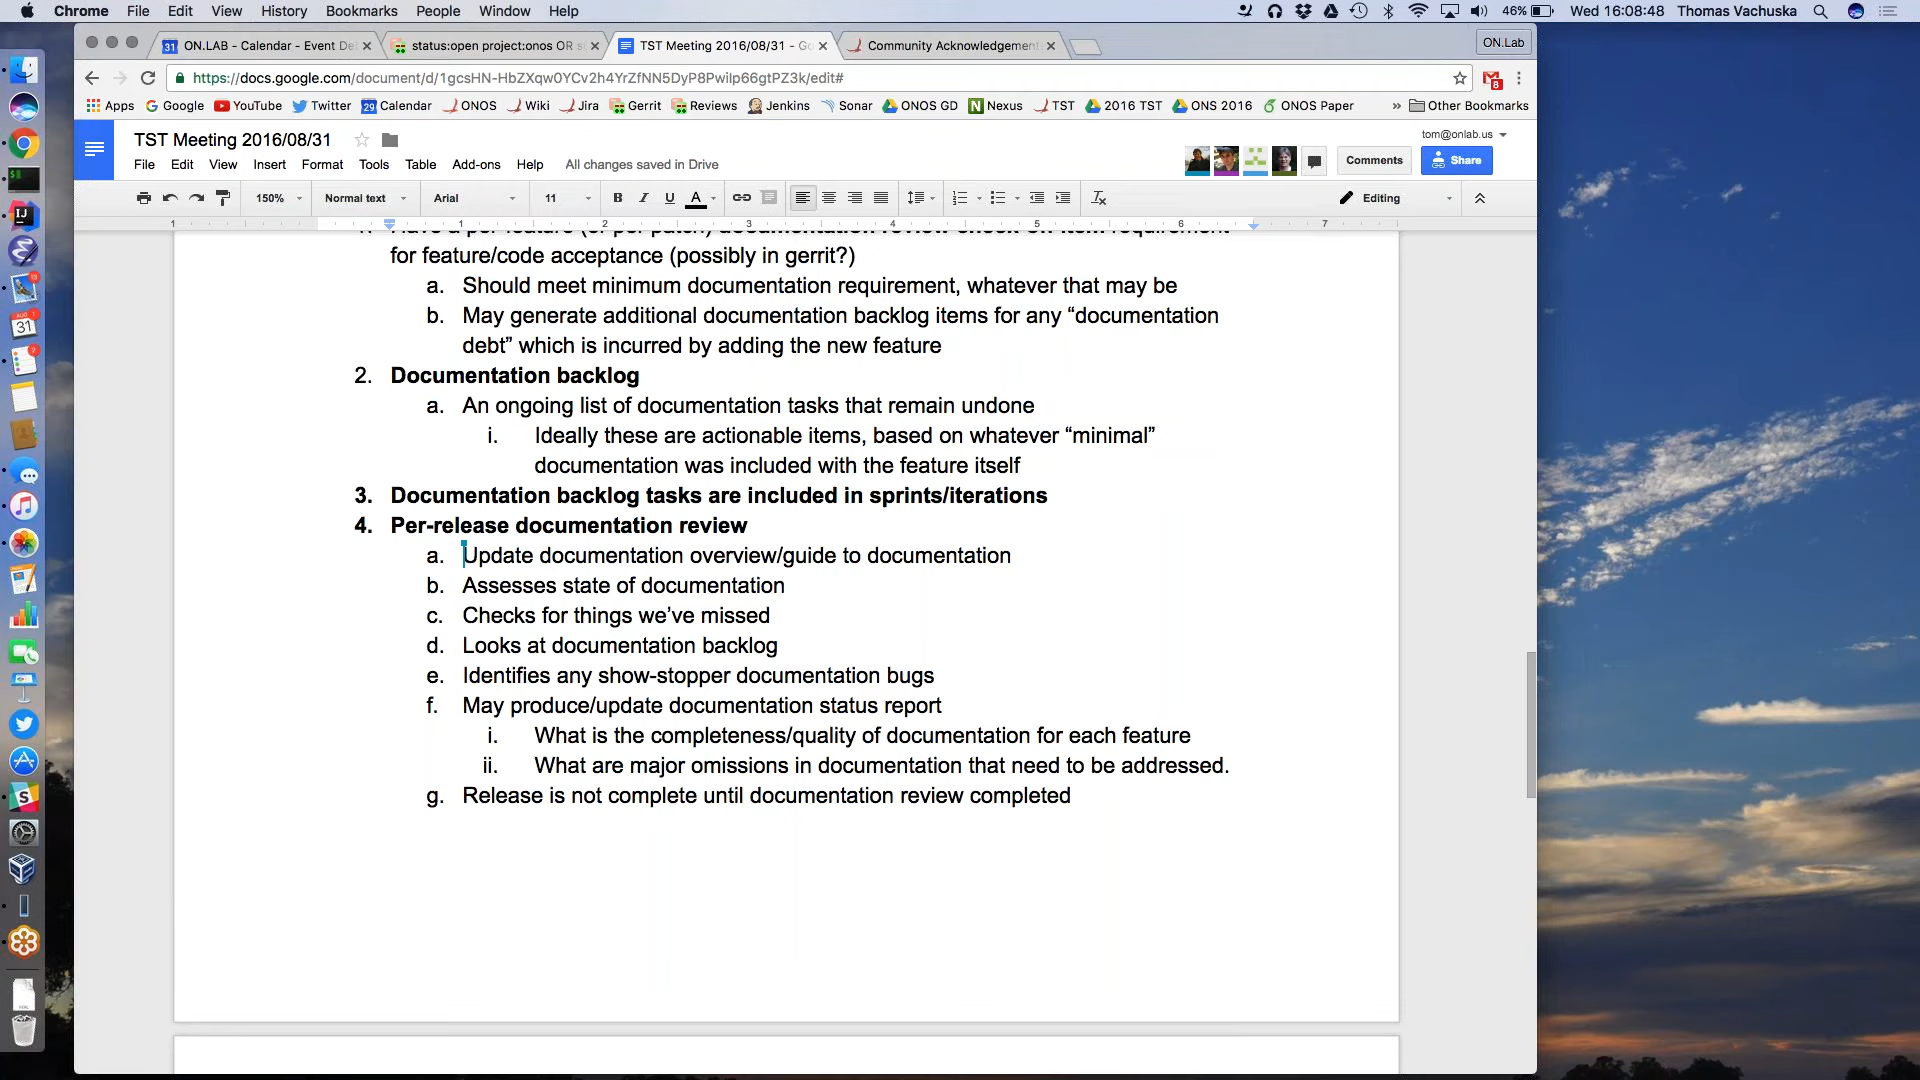 Chrome File Edit View History Bookmarks People Window Help 46% Wed 16:08:48 Thomas Vachuska
31 ON.LAB - Calendar - Event De status:open project:onos OR s TST Meeting 2016/08/31 - Go Community Acknowledgement ON.Lab
https://docs.google.com/document/d/1gcsHN-HbZXqw0YCv2h4YrZfNN5DyP8Pwilp66gtPZ3k/edit# 8
Apps Google YouTube Twitter 29 Calendar ONOS Wiki Jira Gerrit Reviews Jenkins Sonar ONOS GD Nexus TST 2016 TST ONS 2016 ONOS Paper » Other Bookmarks
TST Meeting 2016/08/31 tom@onlab.us
File Edit View Insert Format Tools Table Add-ons Help All changes saved in Drive Comments Share
150% Normal text Arial 11 B I U A Editing
1 1 2 3 4 5 6 7
for feature/code acceptance (possibly in gerrit?)
a. Should meet minimum documentation requirement, whatever that may be
b. May generate additional documentation backlog items for any “documentation
debt” which is incurred by adding the new feature
2. Documentation backlog
a. An ongoing list of documentation tasks that remain undone
i. Ideally these are actionable items, based on whatever “minimal”
documentation was included with the feature itself
3. Documentation backlog tasks are included in sprints/iterations
4. Per-release documentation review
a. Update documentation overview/guide to documentation
b. Assesses state of documentation
c. Checks for things we’ve missed
d. Looks at documentation backlog
e. Identifies any show-stopper documentation bugs
f. May produce/update documentation status report
i. What is the completeness/quality of documentation for each feature
ii. What are major omissions in documentation that need to be addressed.
g. Release is not complete until documentation review completed